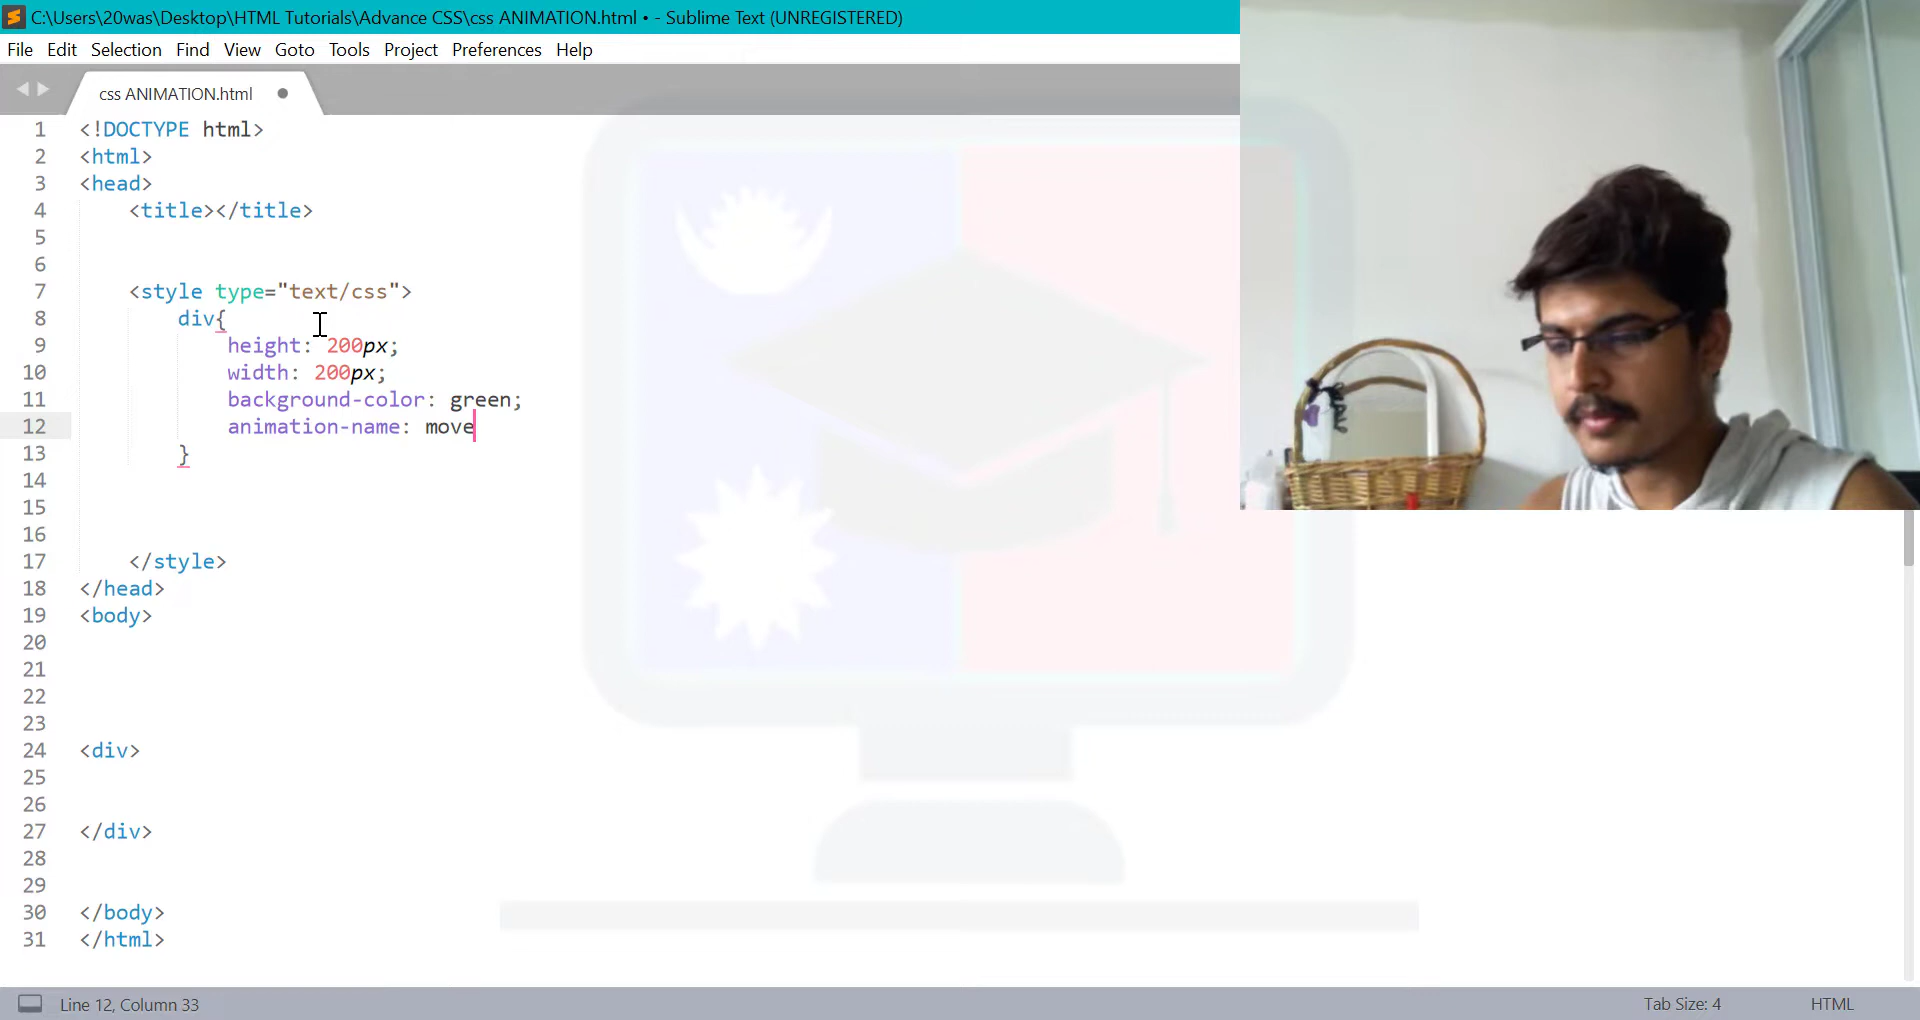 C:\Users\20was\Desktop\HTML Tutorials\Advance CSS\css ANIMATION.html • - Sublime Text (UNREGISTERED)
File Edit Selection Find View Goto Tools Project Preferences Help
css ANIMATION.html
1 <!DOCTYPE html>
2 <html>
3 <head>
4 <title></title>
5
6
7 <style type="text/css">
8 div{
9 height: 200px;
10 width: 200px;
11 background-color: green;
12 animation-name: move
13 }
14
15
16
17 </style>
18 </head>
19 <body>
20
21
22
23
24 <div>
25
26
27 </div>
28
29
30 </body>
31 </html>
Line 12, Column 33 Tab Size: 4 HTML